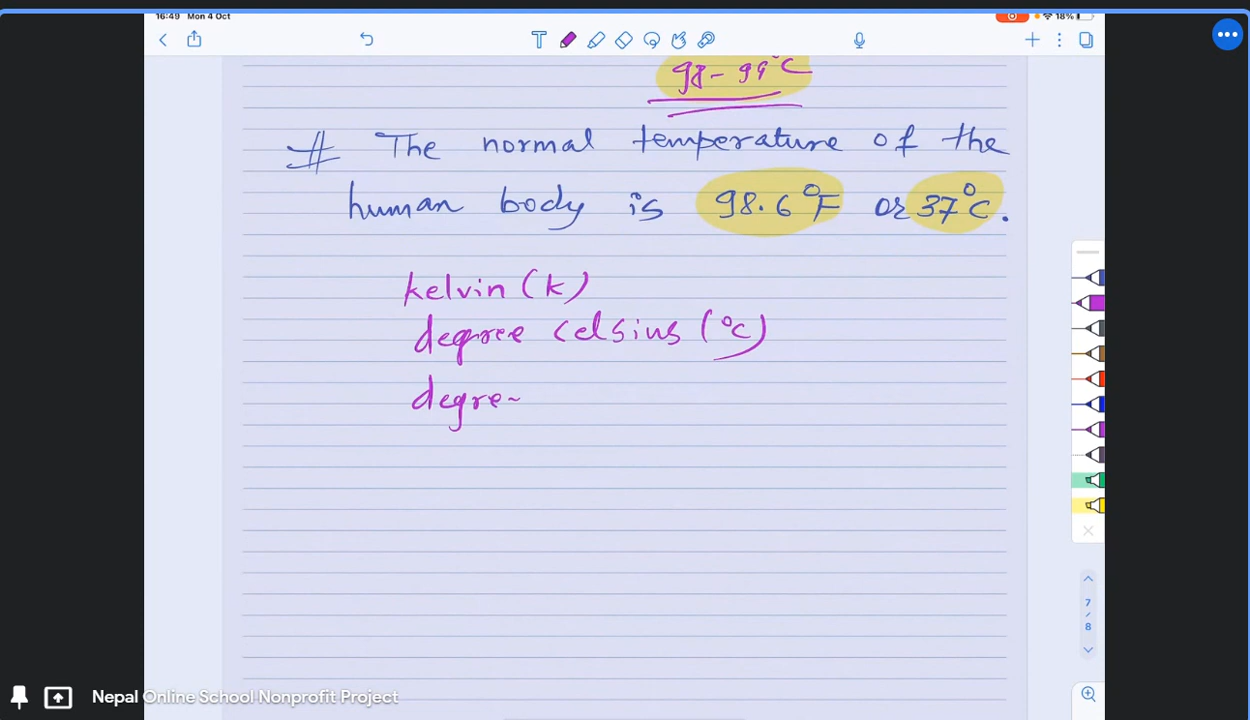 16:49 Mon 4 Oct
18%
T
98 - 99°C
# The normal temperature of the
human body is 98.6°F or 37°C.
kelvin (k)
degree celsius (°c)
degre
7
/
8
Nepal Online School Nonprofit Project